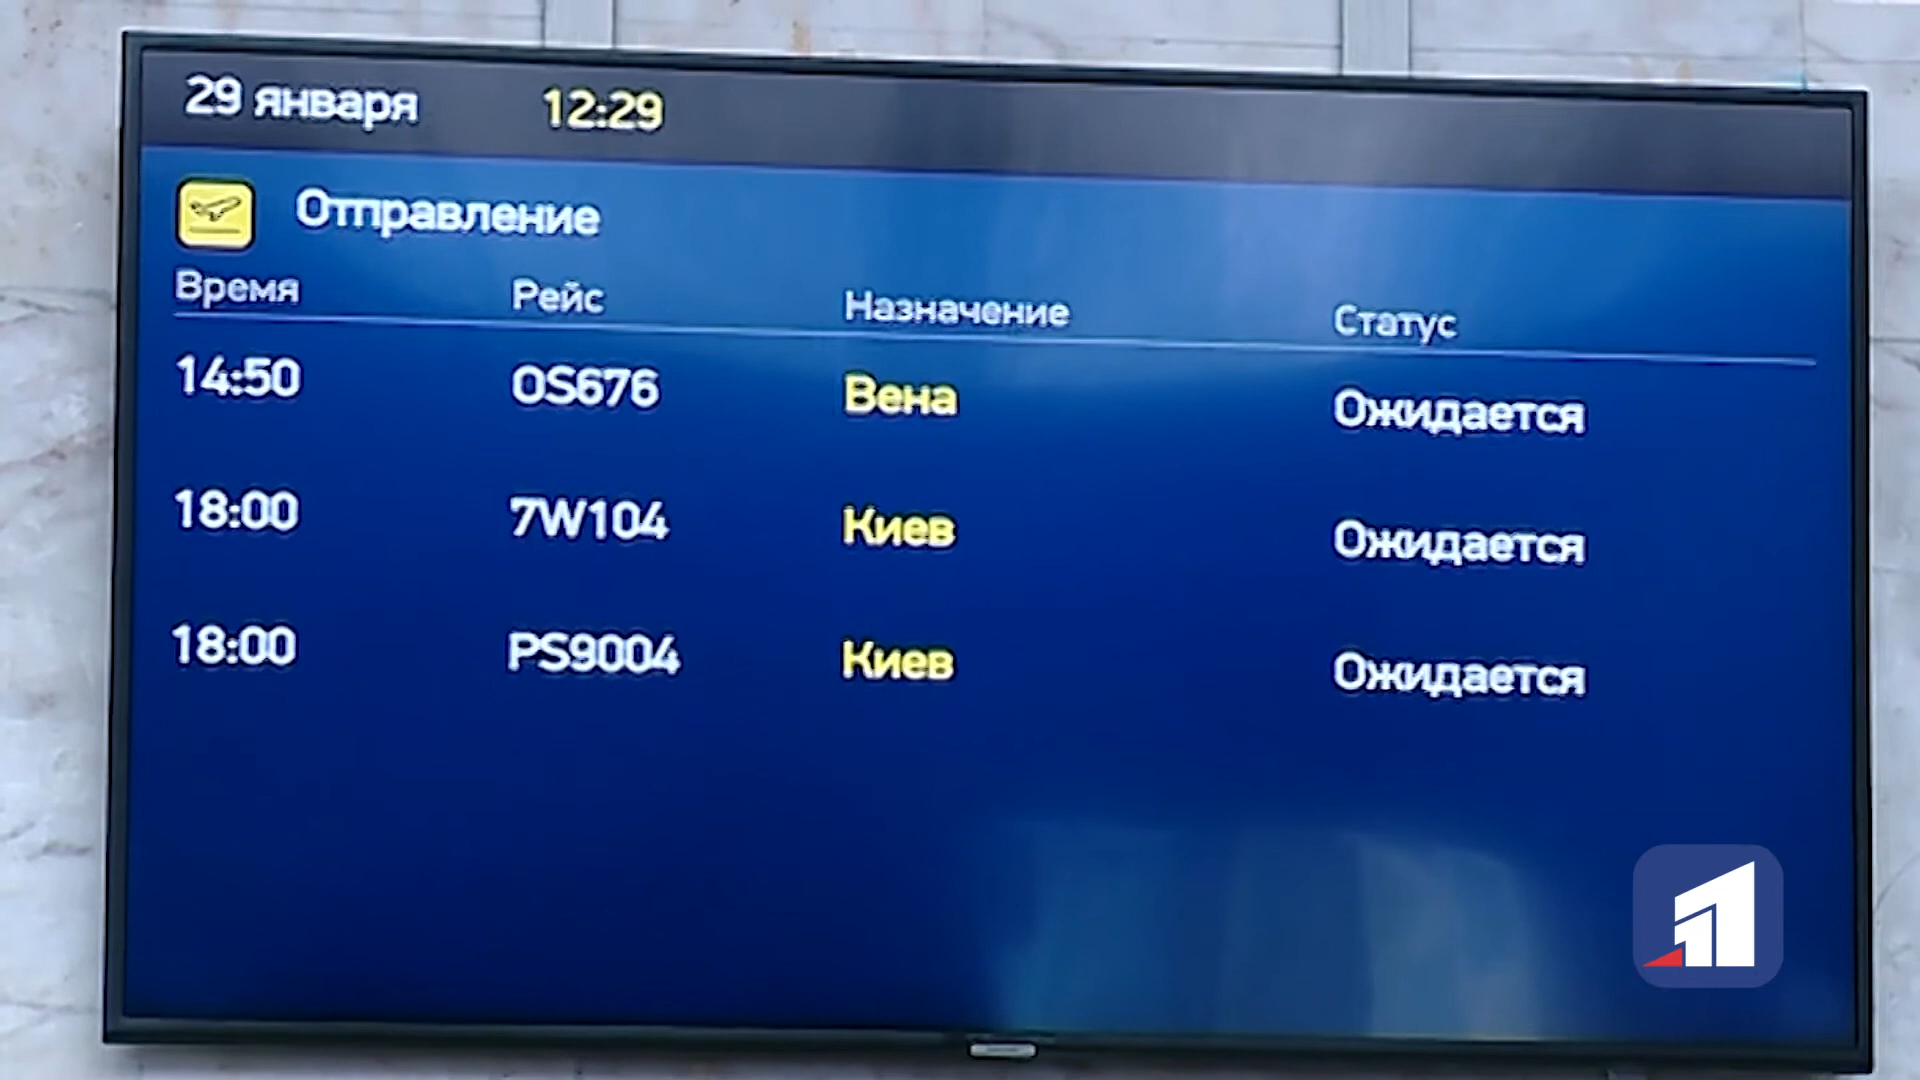 29 января 12:29
Отправление
Время Рейс Назначение Статус
14:50 OS676 Вена Ожидается
18:00 7W104 Киев Ожидается
18:00 PS9004 Киев Ожидается